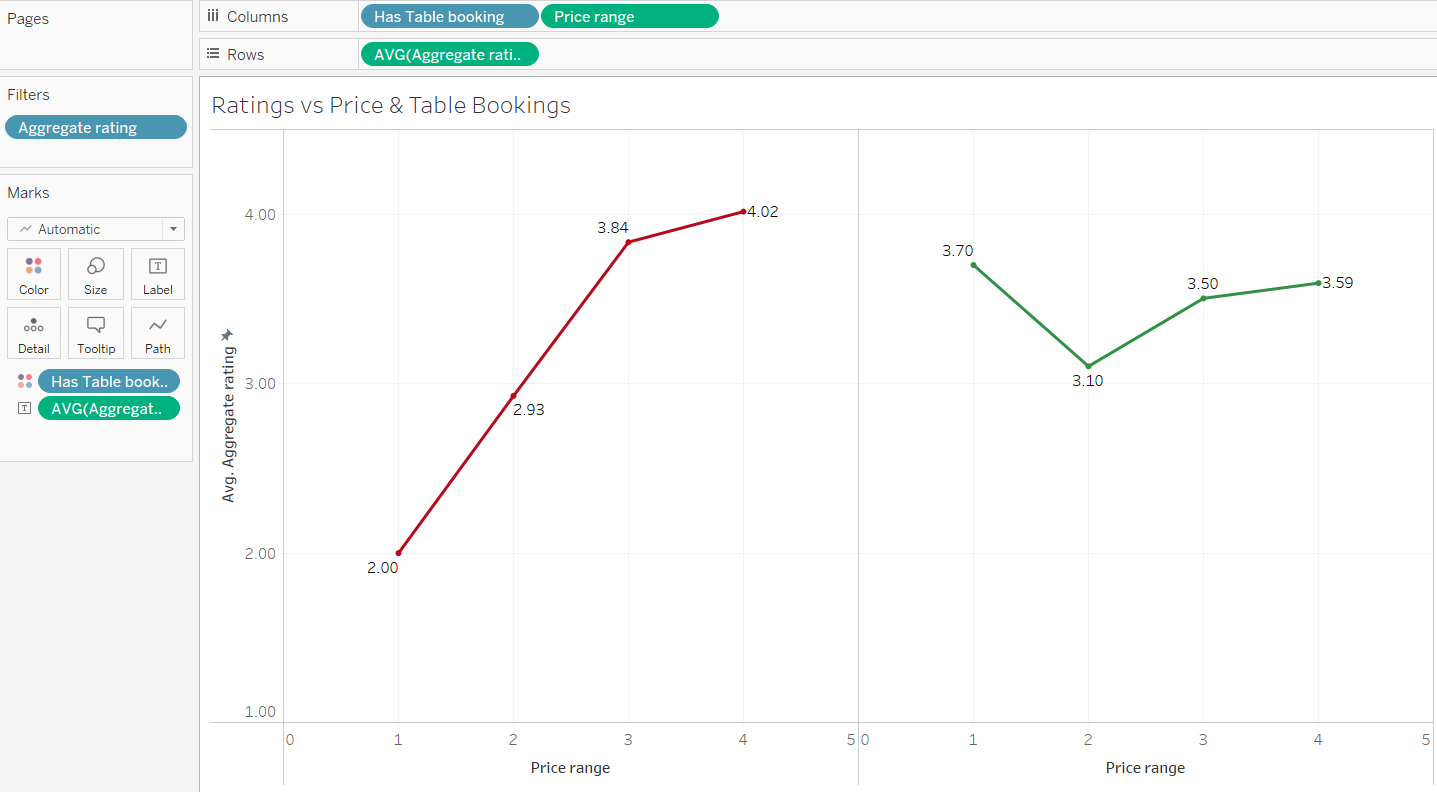 Pages
Columns
Has Table booking
Price range
Rows
AVG(Aggregate rati..
Filters
Aggregate rating
Marks
Automatic
Color
Size
Label
Detail
Tooltip
Path
Has Table book..
AVG(Aggregat..
Ratings vs Price & Table Bookings
Avg. Aggregate rating
4.00
3.00
2.00
1.00
2.00
2.93
3.84
4.02
3.70
3.10
3.50
3.59
0 1 2 3 4 5
Price range
0 1 2 3 4 5
Price range